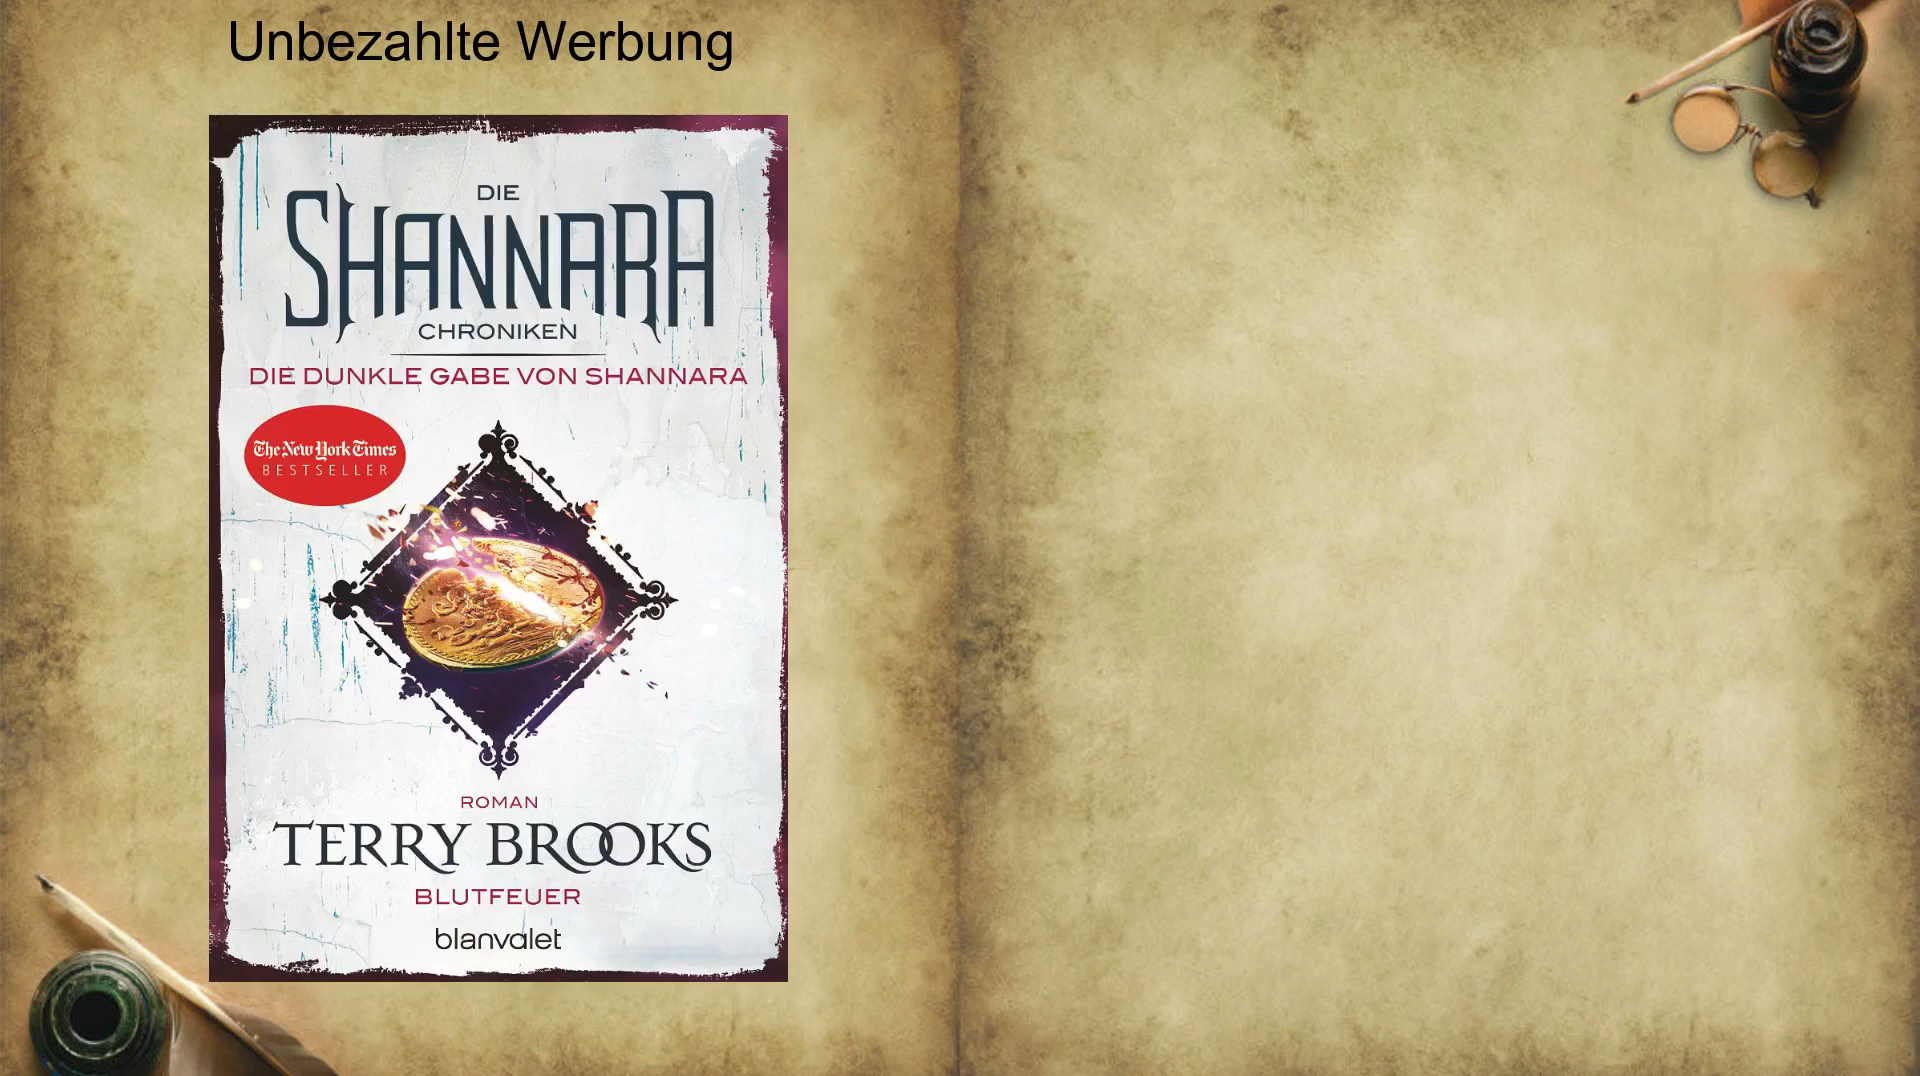 Unbezahlte Werbung
DIE
SHANNARA
CHRONIKEN
DIE DUNKLE GABE VON SHANNARA
The New York Times
BESTSELLER
ROMAN
TERRY BROOKS
BLUTFEUER
blanvalet